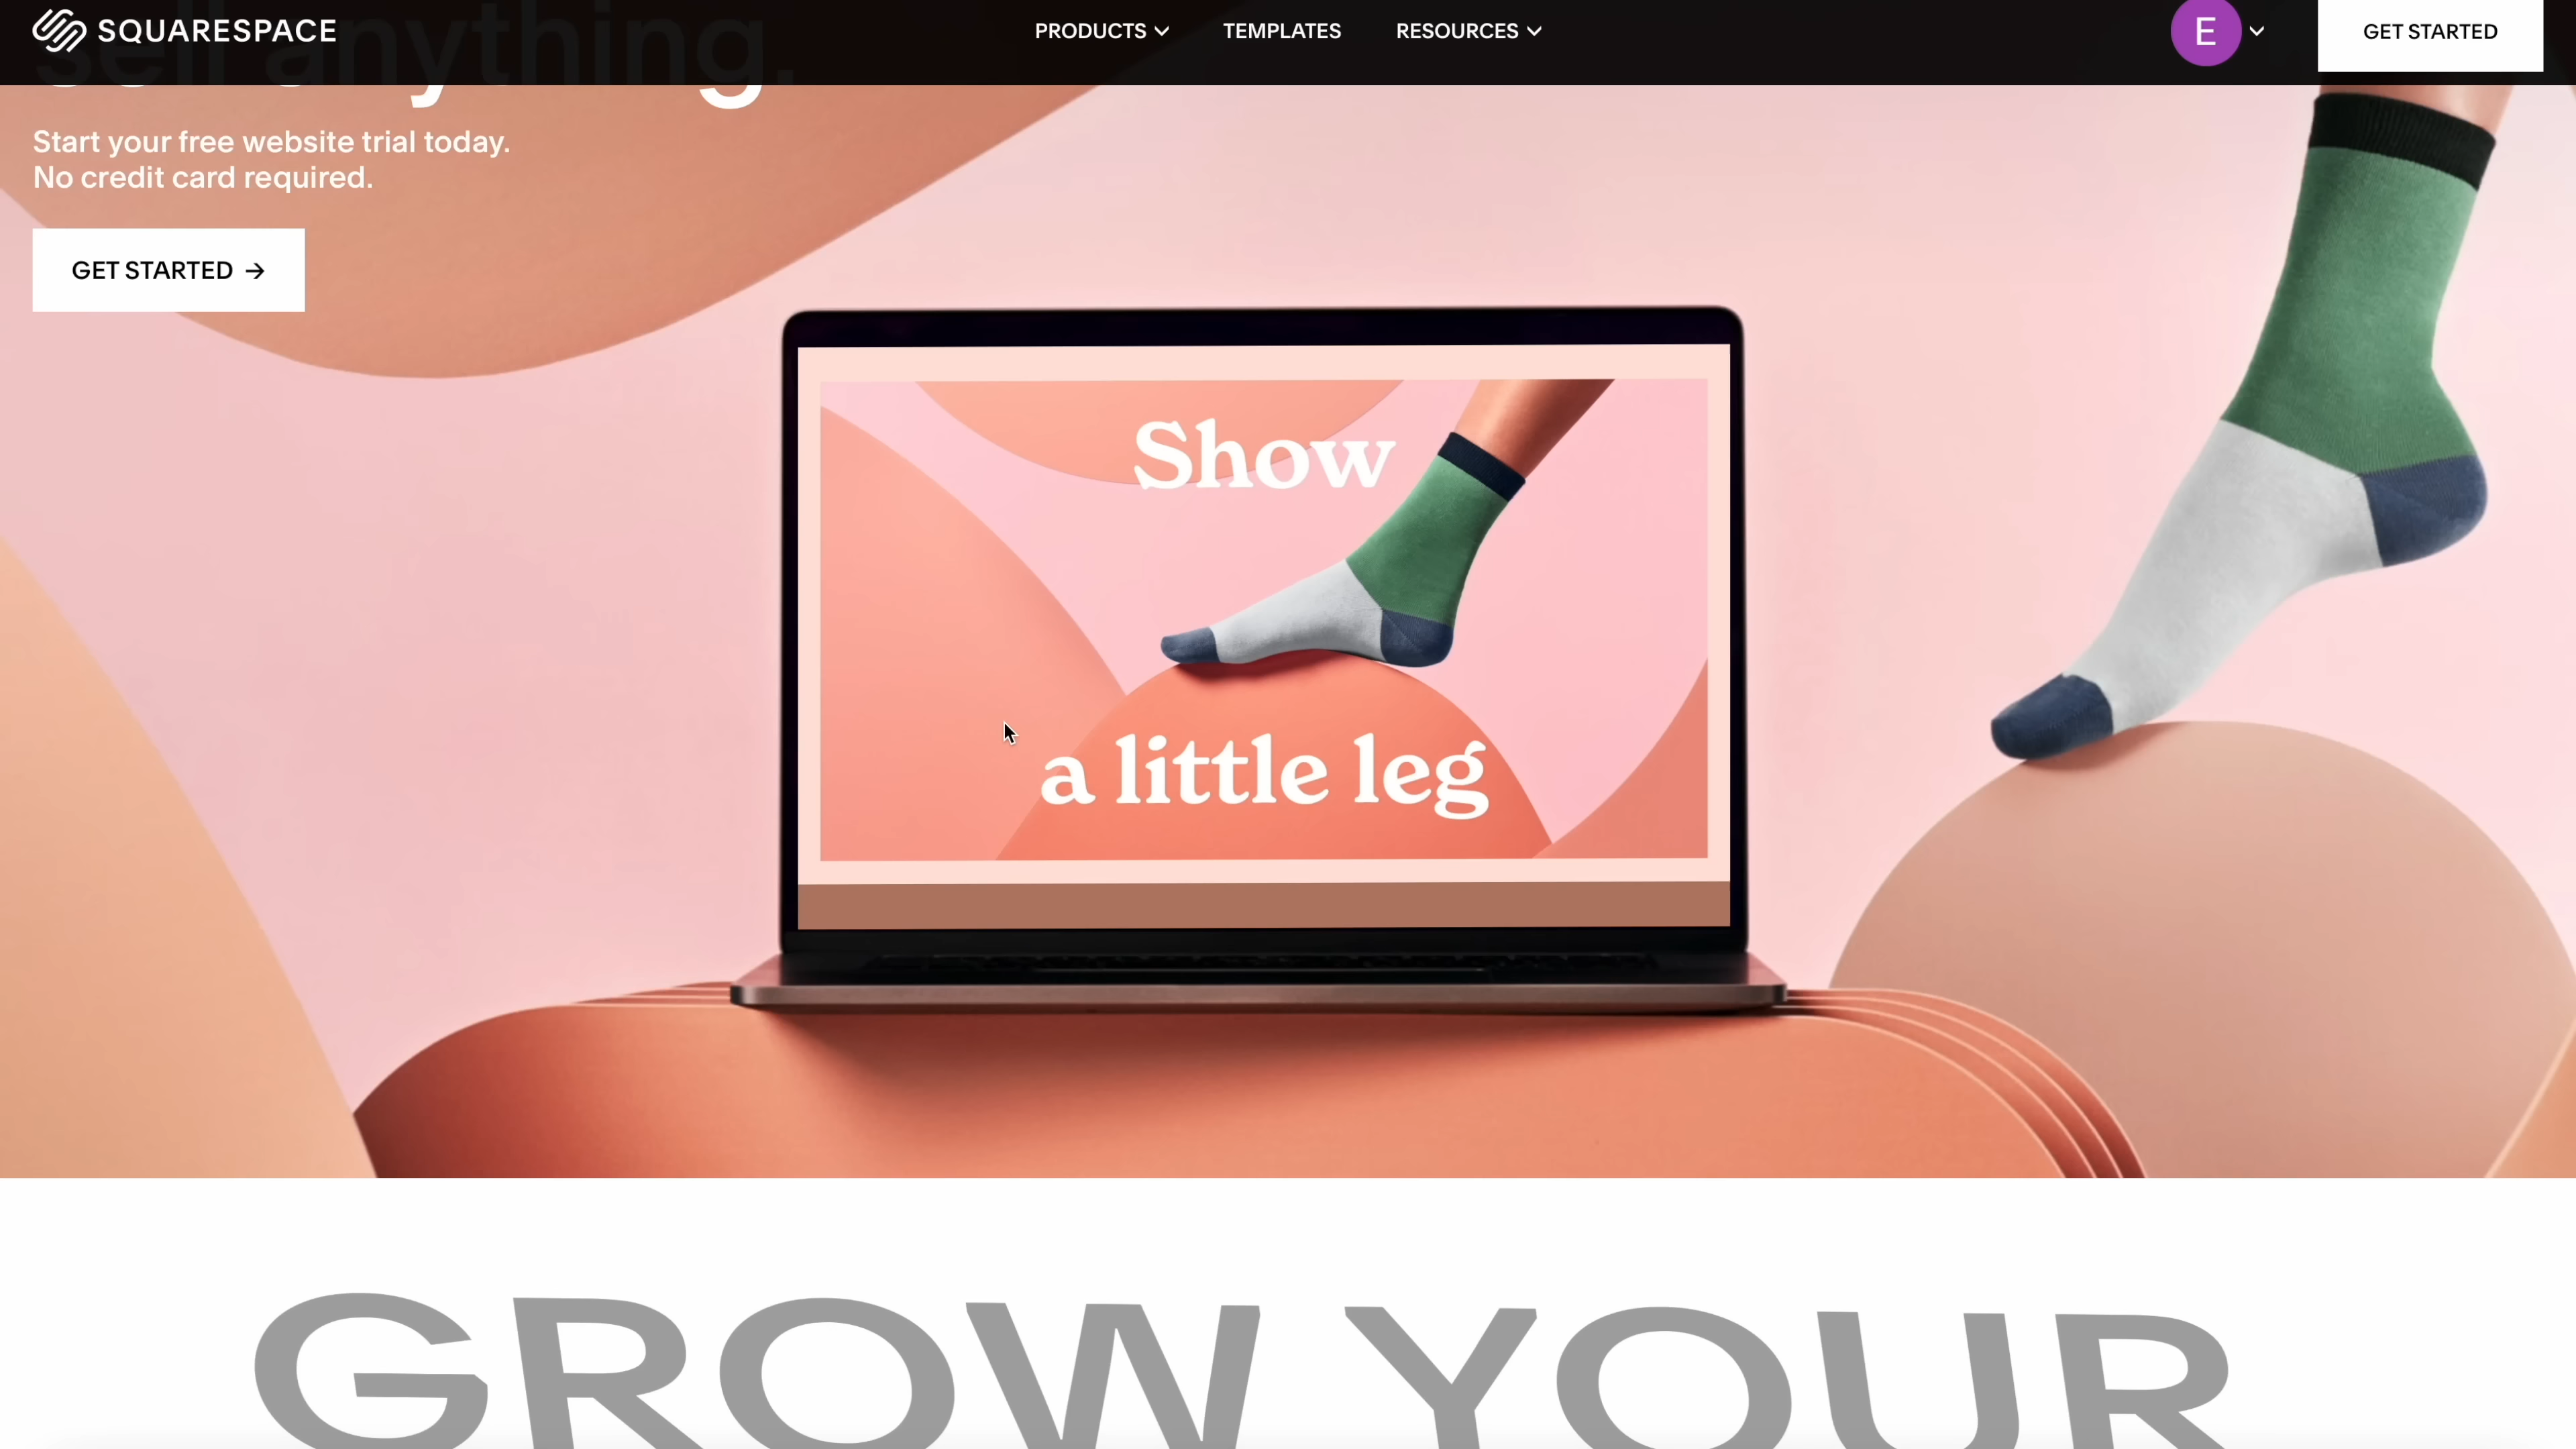 SQUARESPACE
PRODUCTS
TEMPLATES
RESOURCES
E
GET STARTED
sell anything.
Start your free website trial today.
No credit card required.
GET STARTED →
Show
a little leg
GROW YOUR